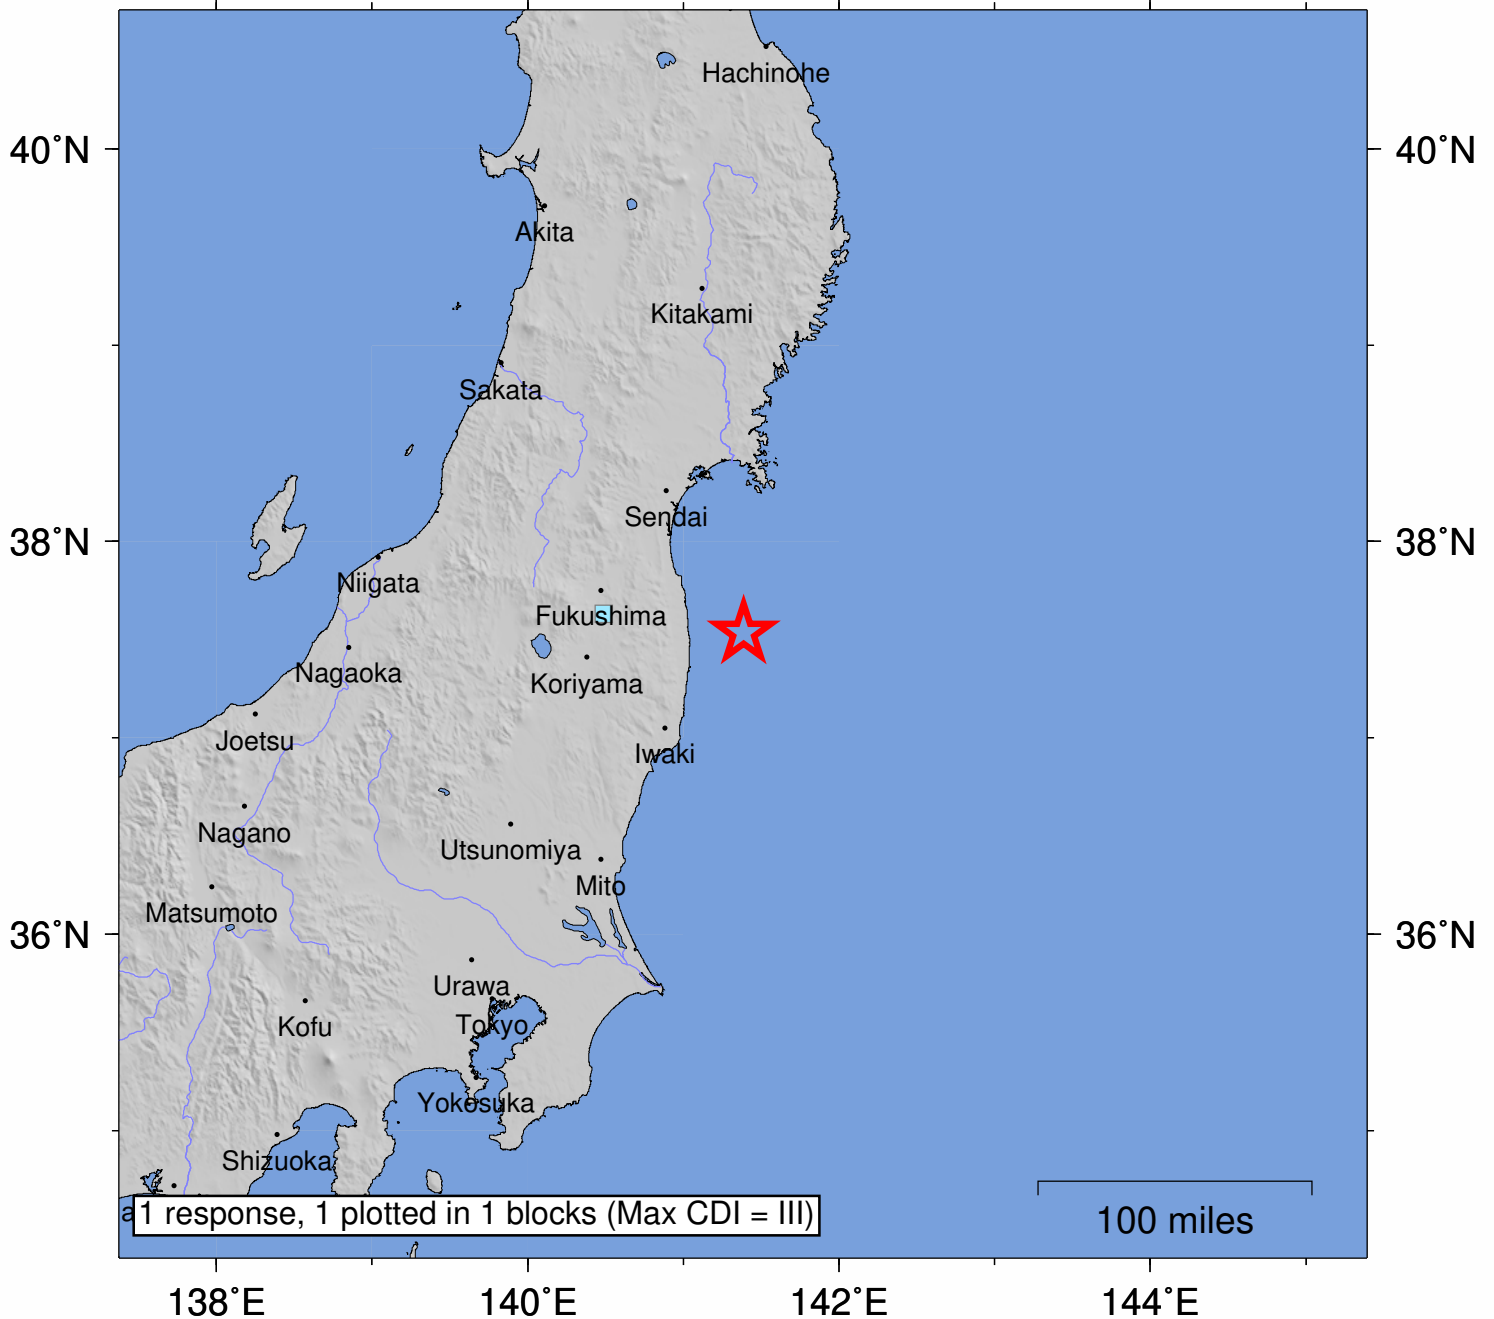 Hachinohe
40˚N
40˚N
Akita
Kitakami
Sakata
Sendai
38˚N
38˚N
Niigata
Fukushima
Nagaoka
Koriyama
Joetsu
Iwaki
Nagano
Utsunomiya
Mito
Matsumoto
36˚N
36˚N
Urawa
Kofu
Tokyo
Yokosuka
Shizuoka
a
1 response, 1 plotted in 1 blocks (Max CDI = III)
100 miles
138˚E
140˚E
142˚E
144˚E